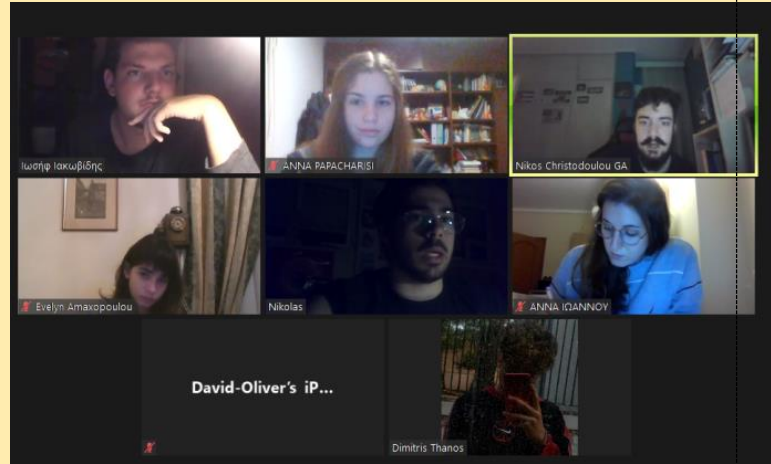 Ιωσήφ Ιακωβίδης
ANNA PAPACHARISI
Nikos Christodoulou GA
Evelyn Amaxopoulou
Nikolas
ΑΝΝΑ ΙΩΑΝΝΟΥ
David-Oliver's iP...
Dimitris Thanos